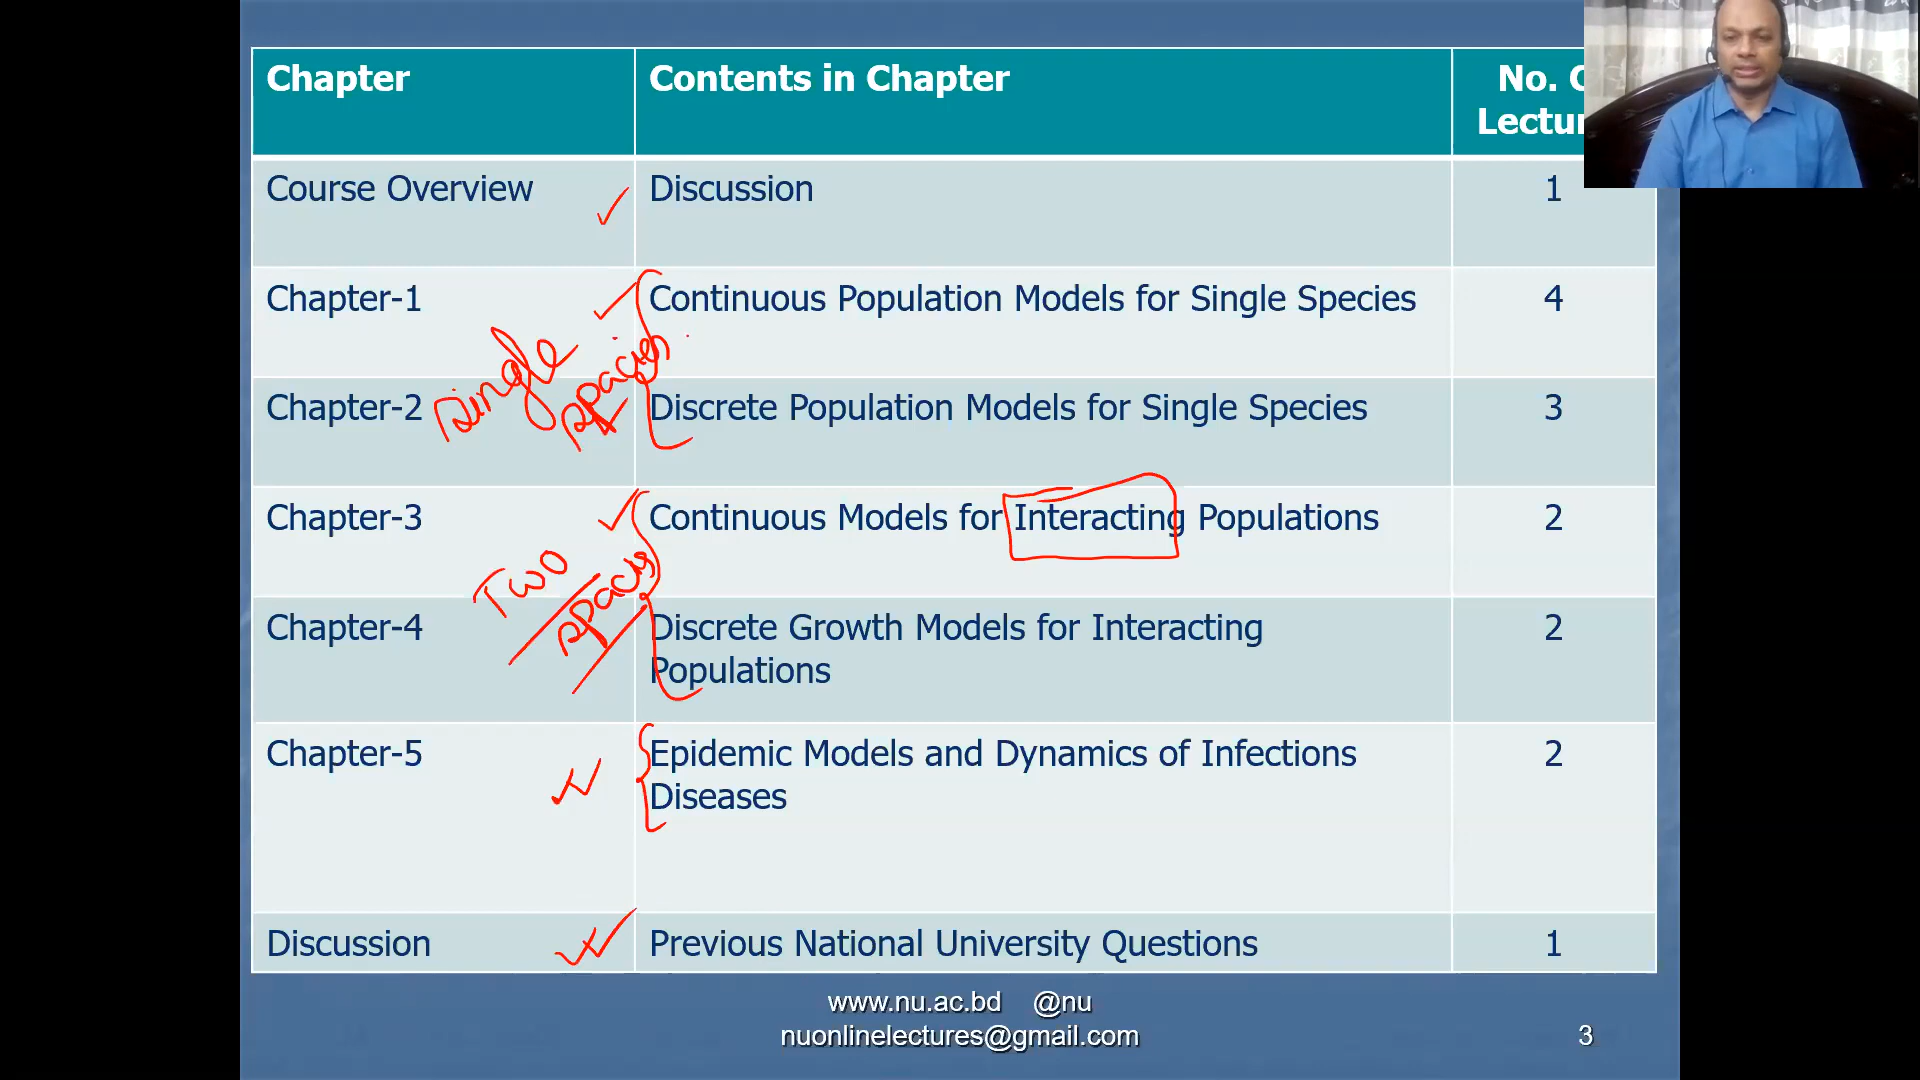 Chapter Contents in Chapter No. O
Lectur
Course Overview Discussion 1
Chapter-1 Continuous Population Models for Single Species 4
Single
Chapter-2 Discrete Population Models for Single Species 3
Chapter-3 Continuous Models for Interacting Populations 2
Two
Chapter-4 Discrete Growth Models for Interacting 2
Populations
Chapter-5 Epidemic Models and Dynamics of Infections 2
Diseases
Discussion Previous National University Questions 1
www.nu.ac.bd @nu
nuonlinelectures@gmail.com 3